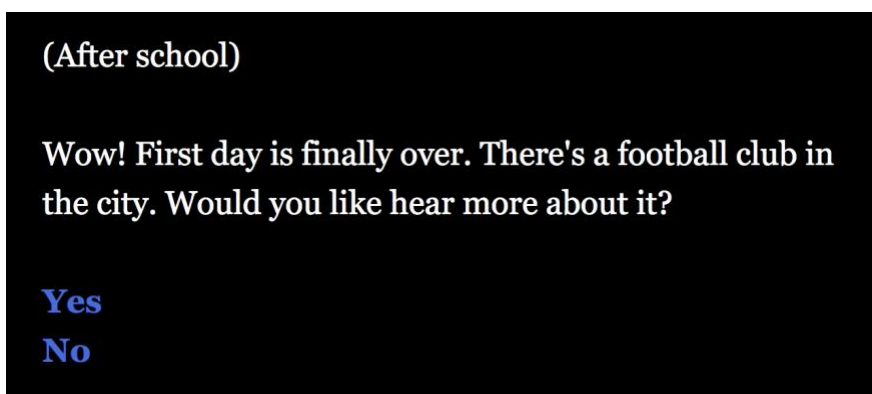 (After school)
Wow! First day is finally over. There's a football club in
the city. Would you like hear more about it?
Yes
No